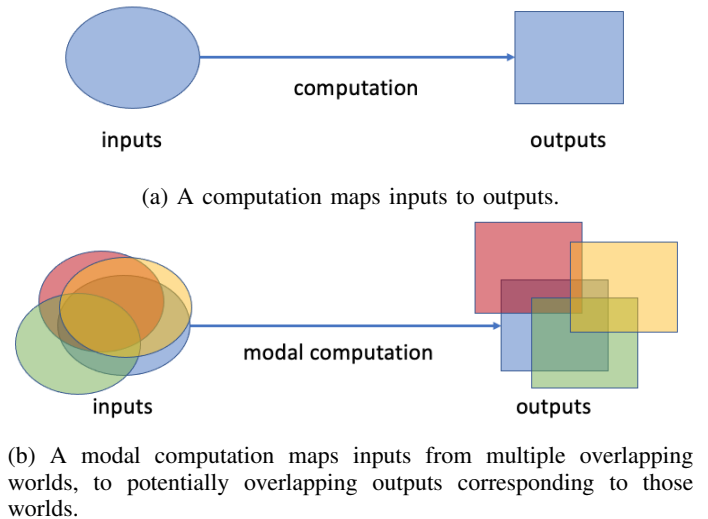 computation
inputs
outputs
(a) A computation maps inputs to outputs.
modal computation
inputs
outputs
(b) A modal computation maps inputs from multiple overlapping
worlds, to potentially overlapping outputs corresponding to those
worlds.